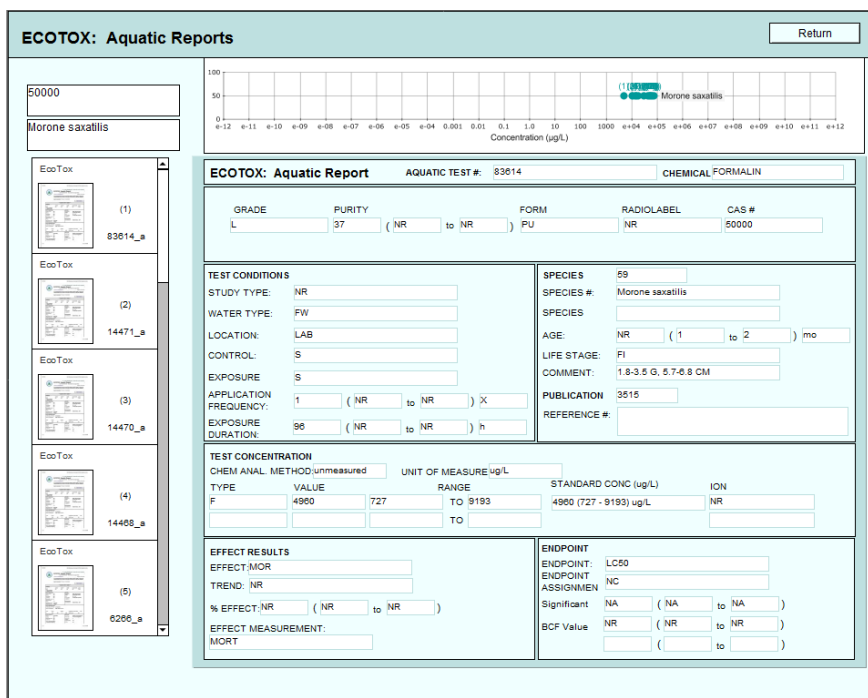 ECOTOX: Aquatic Reports
Return
50000
Morone saxatilis
100
50
0
Morone saxatilis
e-12 e-11 e-10 e-09 e-08 e-07 e-06 e-05 e-04 0.001 0.01 0.1 1.0 10 100 1000 e+04 e+05 e+06 e+07 e+08 e+09 e+10 e+11 e+12
Concentration (µg/L)
EcoTox
(1)
83614_a
EcoTox
(2)
14471_a
EcoTox
(3)
14470_a
EcoTox
(4)
14468_a
EcoTox
(5)
6266_a
ECOTOX: Aquatic Report AQUATIC TEST #: 83614 CHEMICAL FORMALIN
GRADE PURITY FORM RADIOLABEL CAS #
L 37 ( NR to NR ) PU NR 50000
TEST CONDITIONS
STUDY TYPE: NR
WATER TYPE: FW
LOCATION: LAB
CONTROL: S
EXPOSURE S
APPLICATION
FREQUENCY: 1 ( NR to NR ) X
EXPOSURE
DURATION: 96 ( NR to NR ) h
SPECIES 59
SPECIES #: Morone saxatilis
SPECIES
AGE: NR ( 1 to 2 ) mo
LIFE STAGE: FI
COMMENT: 1.8-3.5 G, 5.7-6.8 CM
PUBLICATION 3515
REFERENCE #:
TEST CONCENTRATION
CHEM ANAL. METHOD: unmeasured UNIT OF MEASURE ug/L
TYPE VALUE RANGE STANDARD CONC (ug/L) ION
F 4960 727 TO 9193 4960 (727 - 9193) ug/L NR
TO
EFFECT RESULTS
EFFECT: MOR
TREND: NR
% EFFECT: NR ( NR to NR )
EFFECT MEASUREMENT:
MORT
ENDPOINT
ENDPOINT: LC50
ENDPOINT
ASSIGNMEN NC
Significant NA ( NA to NA )
BCF Value NR ( NR to NR )
( to )